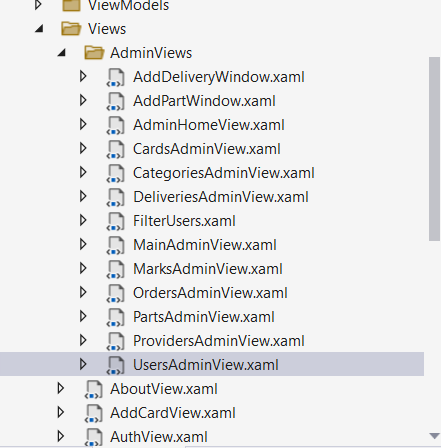 ViewModels
Views
AdminViews
AddDeliveryWindow.xaml
AddPartWindow.xaml
AdminHomeView.xaml
CardsAdminView.xaml
CategoriesAdminView.xaml
DeliveriesAdminView.xaml
FilterUsers.xaml
MainAdminView.xaml
MarksAdminView.xaml
OrdersAdminView.xaml
PartsAdminView.xaml
ProvidersAdminView.xaml
UsersAdminView.xaml
AboutView.xaml
AddCardView.xaml
AuthView.xaml